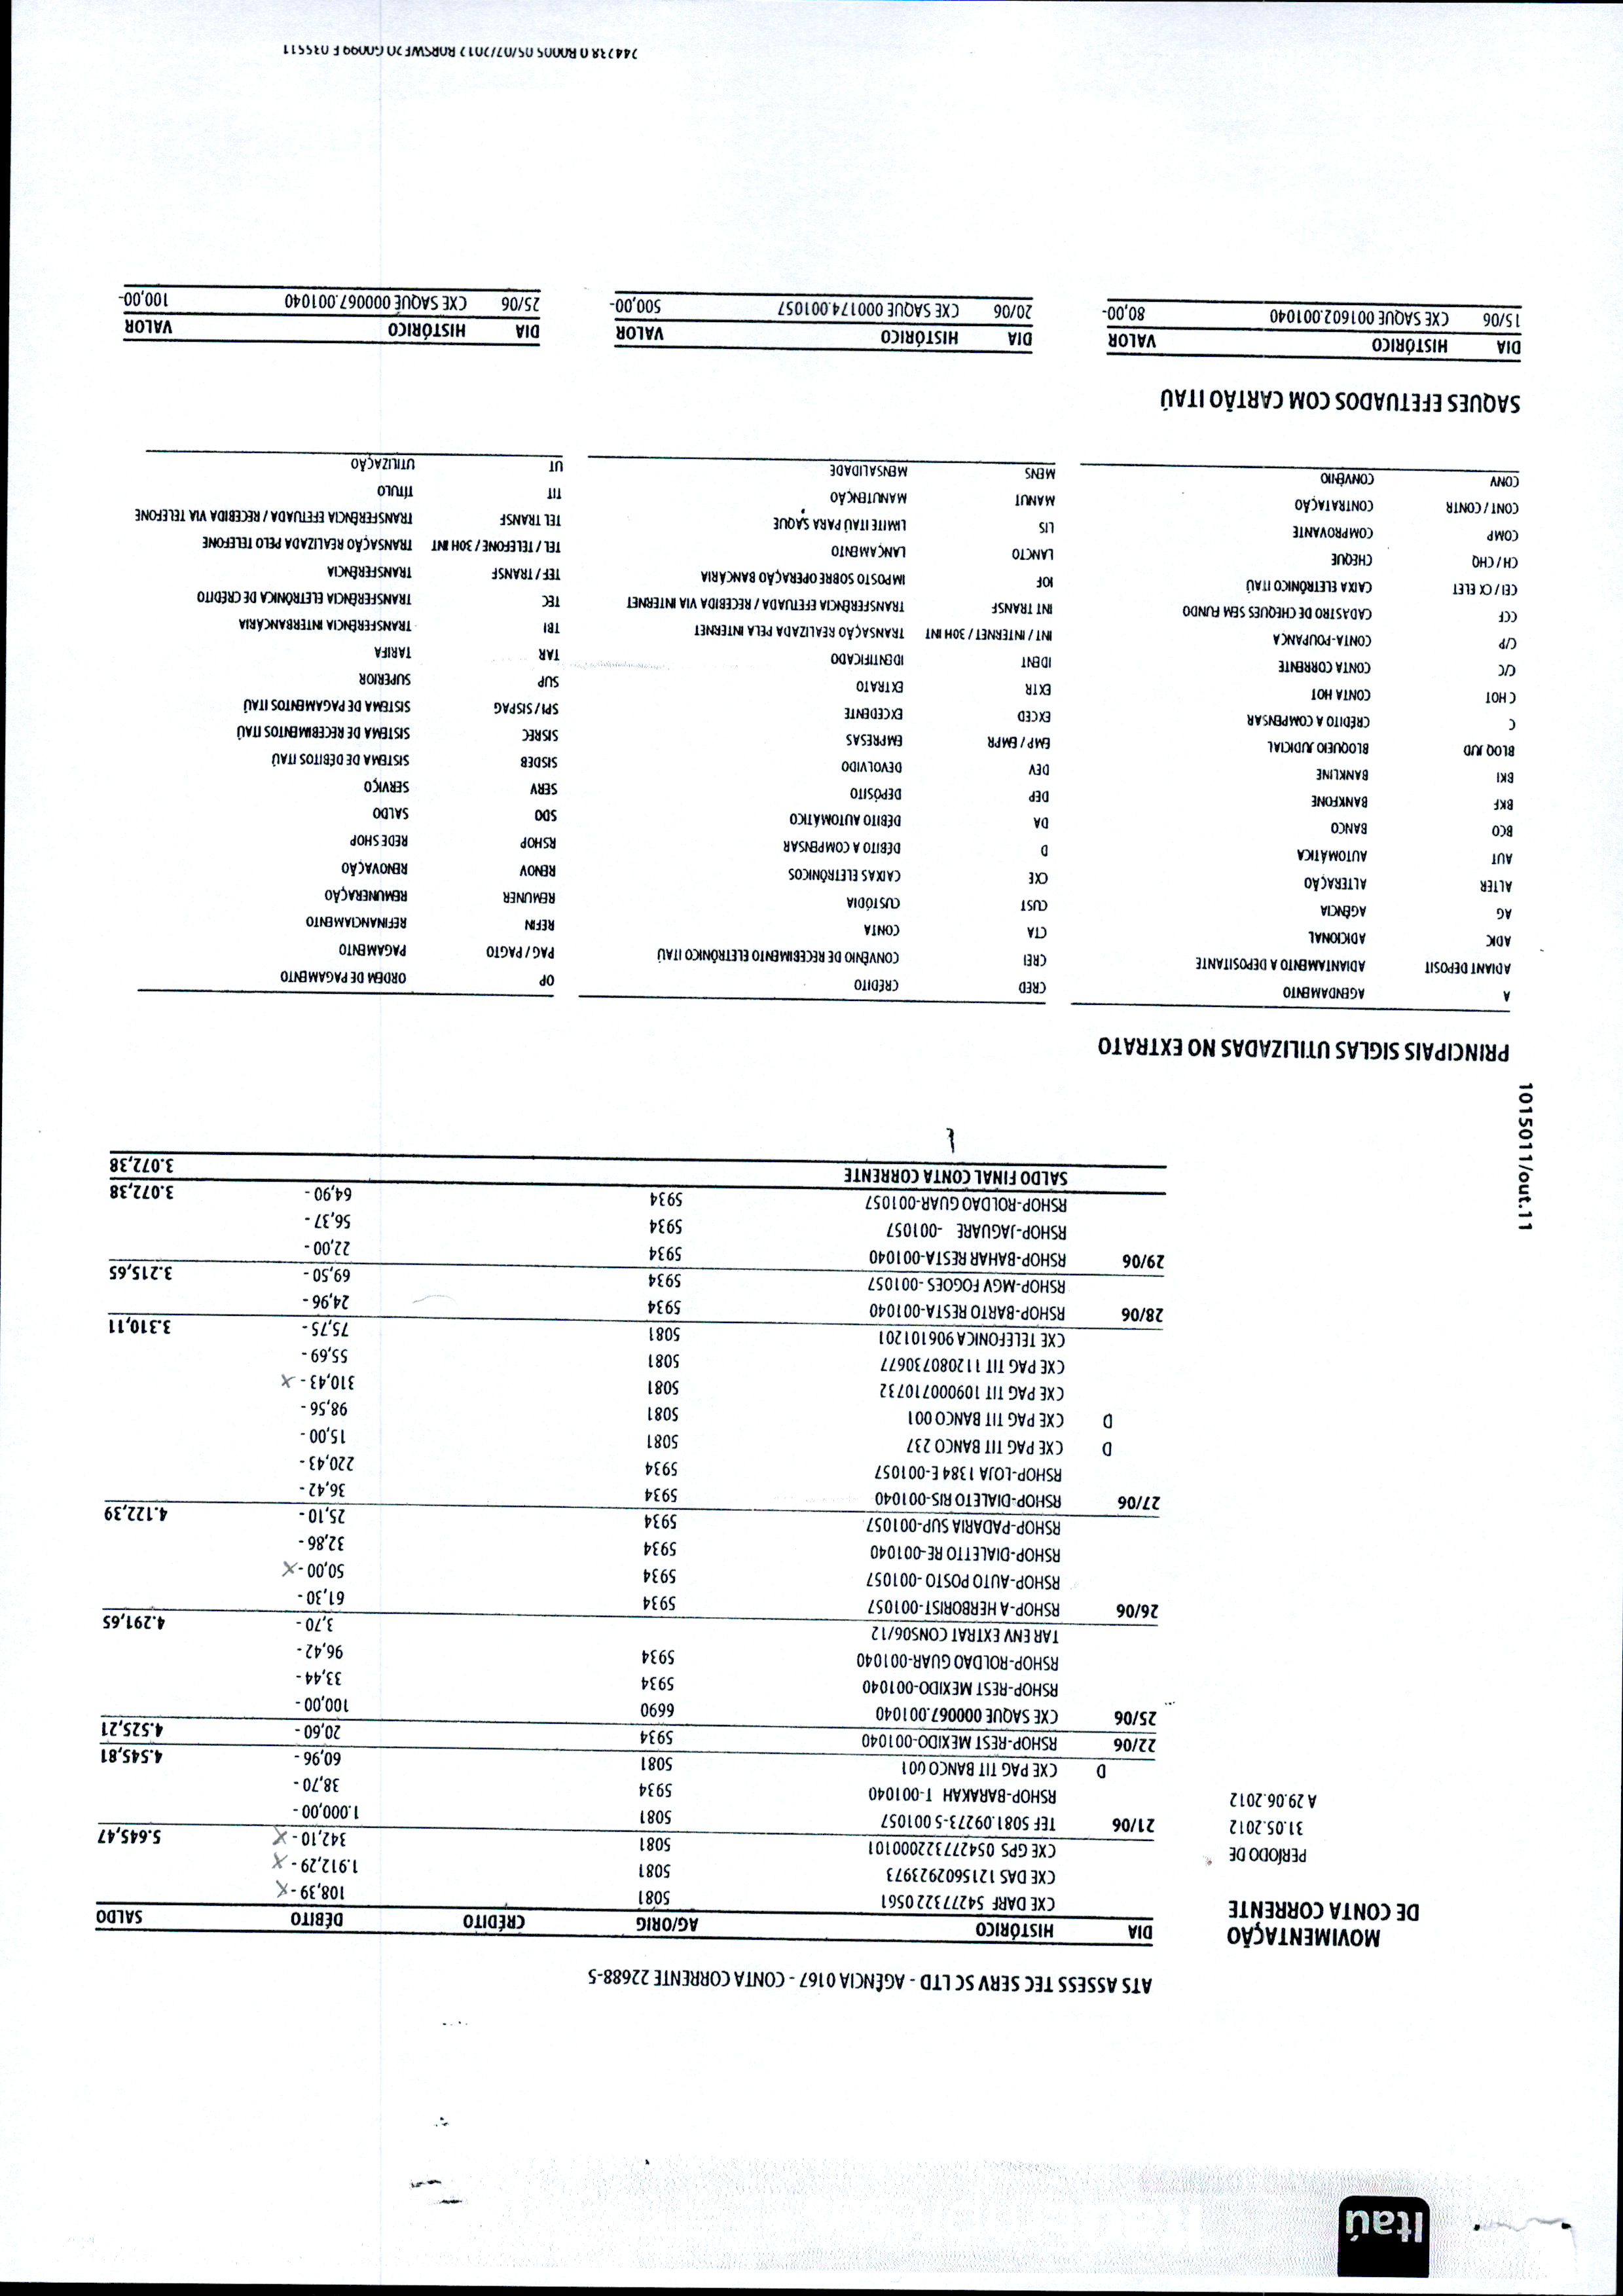 Itaú
ATS ASSESS TEC SERV SC LTD - AGÊNCIA 0167 - CONTA CORRENTE 22688-5
MOVIMENTAÇÃO
DE CONTA CORRENTE
PERÍODO DE
31.05.2012
A 29.06.2012
DIA HISTÓRICO AG/ORIG CRÉDITO DÉBITO SALDO
CXE DARF 54277322 0561 5081 108,39 - X
CXE DAS 1215602923973 5081 1.912,29 - X
CXE GPS 054277322000101 5081 342,10 - X 5.645,47
21/06 TEF 5081.09273-5 001057 5081 1.000,00 -
RSHOP-BARAKAH T-001040 5934 38,70 -
D CXE PAG TIT BANCO 001 5081 60,96 - 4.545,81
22/06 RSHOP-REST MEXIDO-001040 5934 20,60 - 4.525,21
25/06 CXE SAQUE 000067.001040 6690 100,00 -
RSHOP-REST MEXIDO-001040 5934 33,44 -
RSHOP-ROLDAO GUAR-001040 5934 96,42 -
TAR ENV EXTRAT CONS06/12 3,70 - 4.291,65
26/06 RSHOP-A HERBORIST-001057 5934 61,30 -
RSHOP-AUTO POSTO -001057 5934 50,00 - X
RSHOP-DIALETTO RE-001040 5934 32,86 -
RSHOP-PADARIA SUP-001057 5934 25,10 - 4.122,39
27/06 RSHOP-DIALETO RIS-001040 5934 36,42 -
RSHOP-LOJA 1384 E-001057 5934 220,43 -
D CXE PAG TIT BANCO 237 5081 15,00 -
D CXE PAG TIT BANCO 001 5081 98,56 -
CXE PAG TIT 109000710732 5081 310,43 - X
CXE PAG TIT 112080730677 5081 55,69 -
CXE TELEFONICA 906101201 5081 75,75 - 3.310,11
28/06 RSHOP-BARTO RESTA-001040 5934 24,96 -
RSHOP-MGV FOGOES -001057 5934 69,50 - 3.215,65
29/06 RSHOP-BAHAR RESTA-001040 5934 22,00 -
RSHOP-JAGUARE -001057 5934 56,37 -
RSHOP-ROLDAO GUAR-001057 5934 64,90 - 3.072,38
SALDO FINAL CONTA CORRENTE 3.072,38
1015011/out.11
PRINCIPAIS SIGLAS UTILIZADAS NO EXTRATO
A AGENDAMENTO CRED CRÉDITO OP ORDEM DE PAGAMENTO
ADIANT DEPOSIT ADIANTAMENTO A DEPOSITANTE CREI CONVÊNIO DE RECEBIMENTO ELETRÔNICO ITAÚ PAG / PAGTO PAGAMENTO
ADIC ADICIONAL CTA CONTA REFIN REFINANCIAMENTO
AG AGÊNCIA CUST CUSTÓDIA REMUNER REMUNERAÇÃO
ALTER ALTERAÇÃO CXE CAIXAS ELETRÔNICOS RENOV RENOVAÇÃO
AUT AUTOMÁTICA D DÉBITO A COMPENSAR RSHOP REDE SHOP
BCO BANCO DA DÉBITO AUTOMÁTICO SDO SALDO
BKF BANKFONE DEP DEPÓSITO SERV SERVIÇO
BKI BANKLINE DEV DEVOLVIDO SISDEB SISTEMA DE DÉBITOS ITAÚ
BLOQ JUD BLOQUEIO JUDICIAL EMP / EMPR EMPRESAS SISREC SISTEMA DE RECEBIMENTOS ITAÚ
C CRÉDITO A COMPENSAR EXCED EXCEDENTE SPI / SISPAG SISTEMA DE PAGAMENTOS ITAÚ
C HOT CONTA HOT EXTR EXTRATO SUP SUPERIOR
C/C CONTA CORRENTE IDENT IDENTIFICADO TAR TARIFA
C/P CONTA-POUPANÇA INT / INTERNET / 30H INT TRANSAÇÃO REALIZADA PELA INTERNET TBI TRANSFERÊNCIA INTERBANCÁRIA
CCF CADASTRO DE CHEQUES SEM FUNDO INT TRANSF TRANSFERÊNCIA EFETUADA / RECEBIDA VIA INTERNET TEC TRANSFERÊNCIA ELETRÔNICA DE CRÉDITO
CEI / CX ELET CAIXA ELETRÔNICO ITAÚ IOF IMPOSTO SOBRE OPERAÇÃO BANCÁRIA TEF / TRANSF TRANSFERÊNCIA
CH / CHQ CHEQUE LANCTO LANÇAMENTO TEL / TELEFONE / 30H INT TRANSAÇÃO REALIZADA PELO TELEFONE
COMP COMPROVANTE LIS LIMITE ITAÚ PARA SAQUE TEL TRANSF TRANSFERÊNCIA EFETUADA / RECEBIDA VIA TELEFONE
CONT / CONTR CONTRATAÇÃO MANUT MANUTENÇÃO TIT TÍTULO
CONV CONVÊNIO MENS MENSALIDADE UT UTILIZAÇÃO
SAQUES EFETUADOS COM CARTÃO ITAÚ
DIA HISTÓRICO VALOR DIA HISTÓRICO VALOR DIA HISTÓRICO VALOR
15/06 CXE SAQUE 001602.001040 80,00- 20/06 CXE SAQUE 000174.001057 500,00- 25/06 CXE SAQUE 000067.001040 100,00-